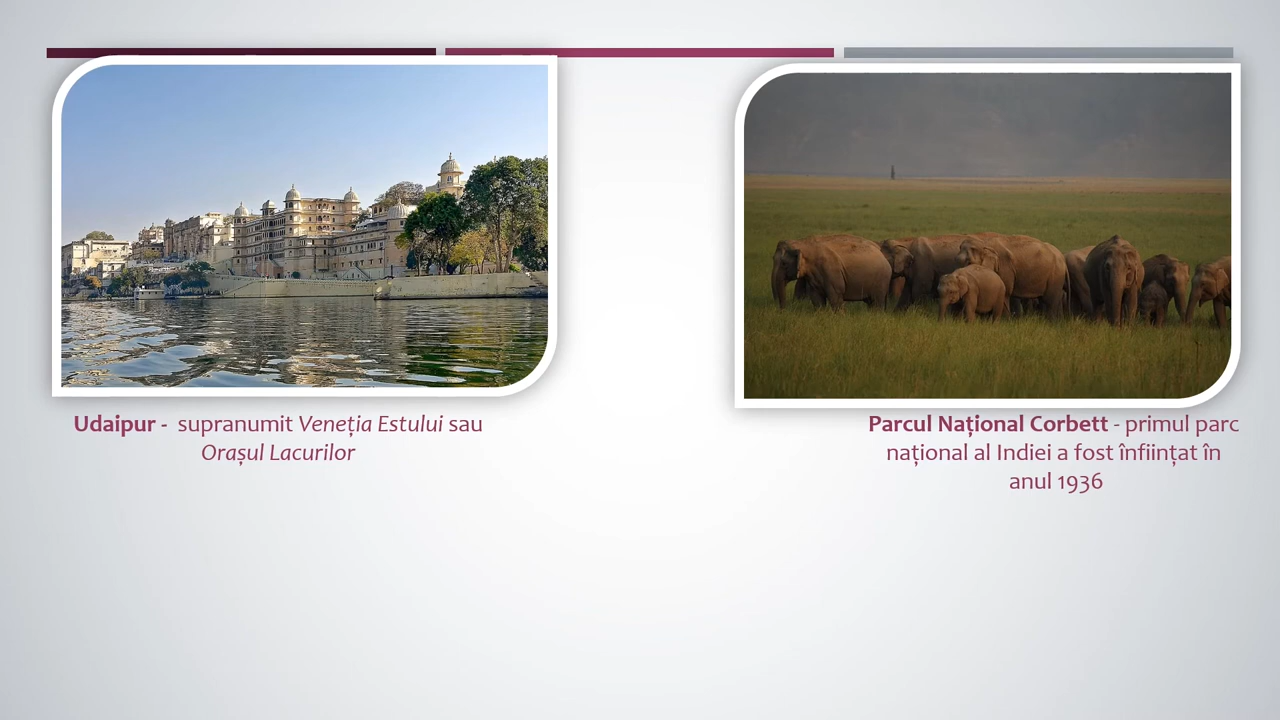 Udaipur -  supranumit Veneția Estului sau
Orașul Lacurilor
Parcul Național Corbett - primul parc
național al Indiei a fost înființat în
anul 1936